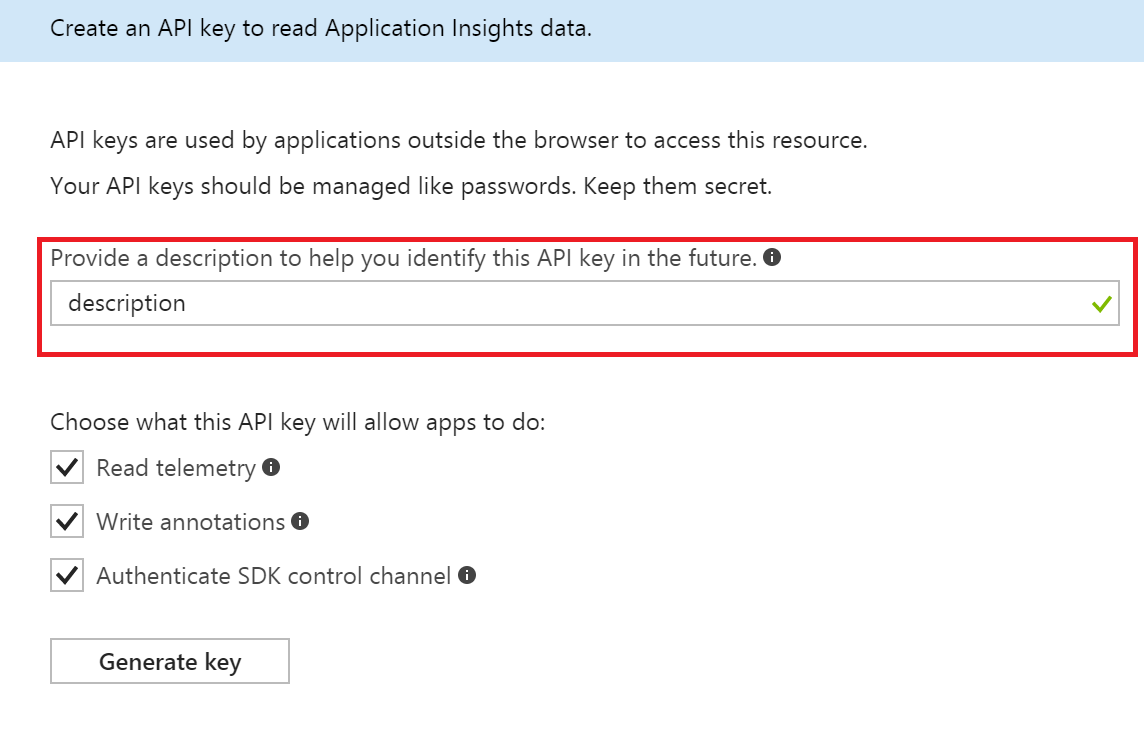 Create an API key to read Application Insights data.
API keys are used by applications outside the browser to access this resource.
Your API keys should be managed like passwords. Keep them secret.
Provide a description to help you identify this API key in the future.
description
Choose what this API key will allow apps to do:
Read telemetry
Write annotations
Authenticate SDK control channel
Generate key